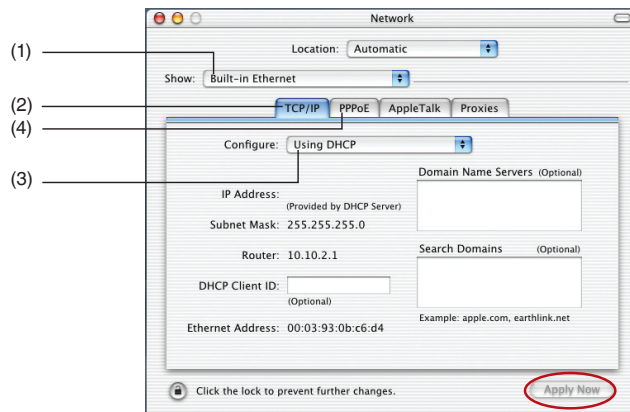 Network
Location: Automatic
(1)
Show: Built-in Ethernet
(2)
TCP/IP PPPoE AppleTalk Proxies
(4)
Configure: Using DHCP
(3)
Domain Name Servers (Optional)
IP Address:
(Provided by DHCP Server)
Subnet Mask: 255.255.255.0
Router: 10.10.2.1
Search Domains (Optional)
DHCP Client ID:
(Optional)
Example: apple.com, earthlink.net
Ethernet Address: 00:03:93:0b:c6:d4
Click the lock to prevent further changes.
Apply Now